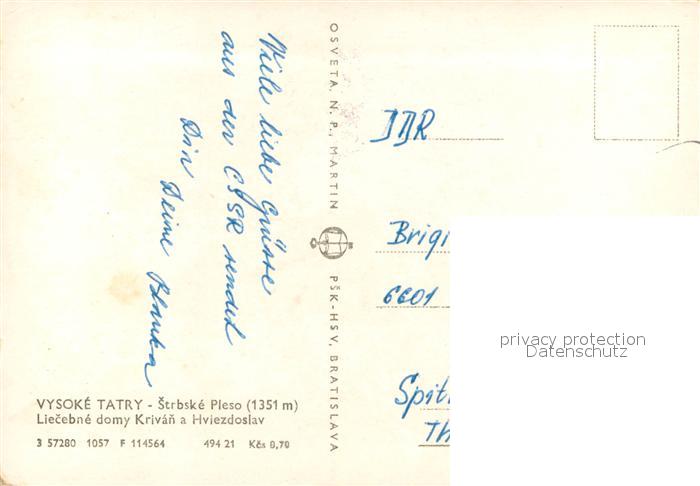 Viele liebe Grüsse
aus der ČSSR sendet
Dir
Deine Blanka
OSVETA, N. P., MARTIN
PŠK-HSV, BRATISLAVA
DDR
Brigi
6601
Spit
Th
privacy protection
Datenschutz
VYSOKÉ TATRY - Štrbské Pleso (1351 m)
Liečebné domy Kriváň a Hviezdoslav
3 57280 1057 F 114564 494 21 Kčs 0,70